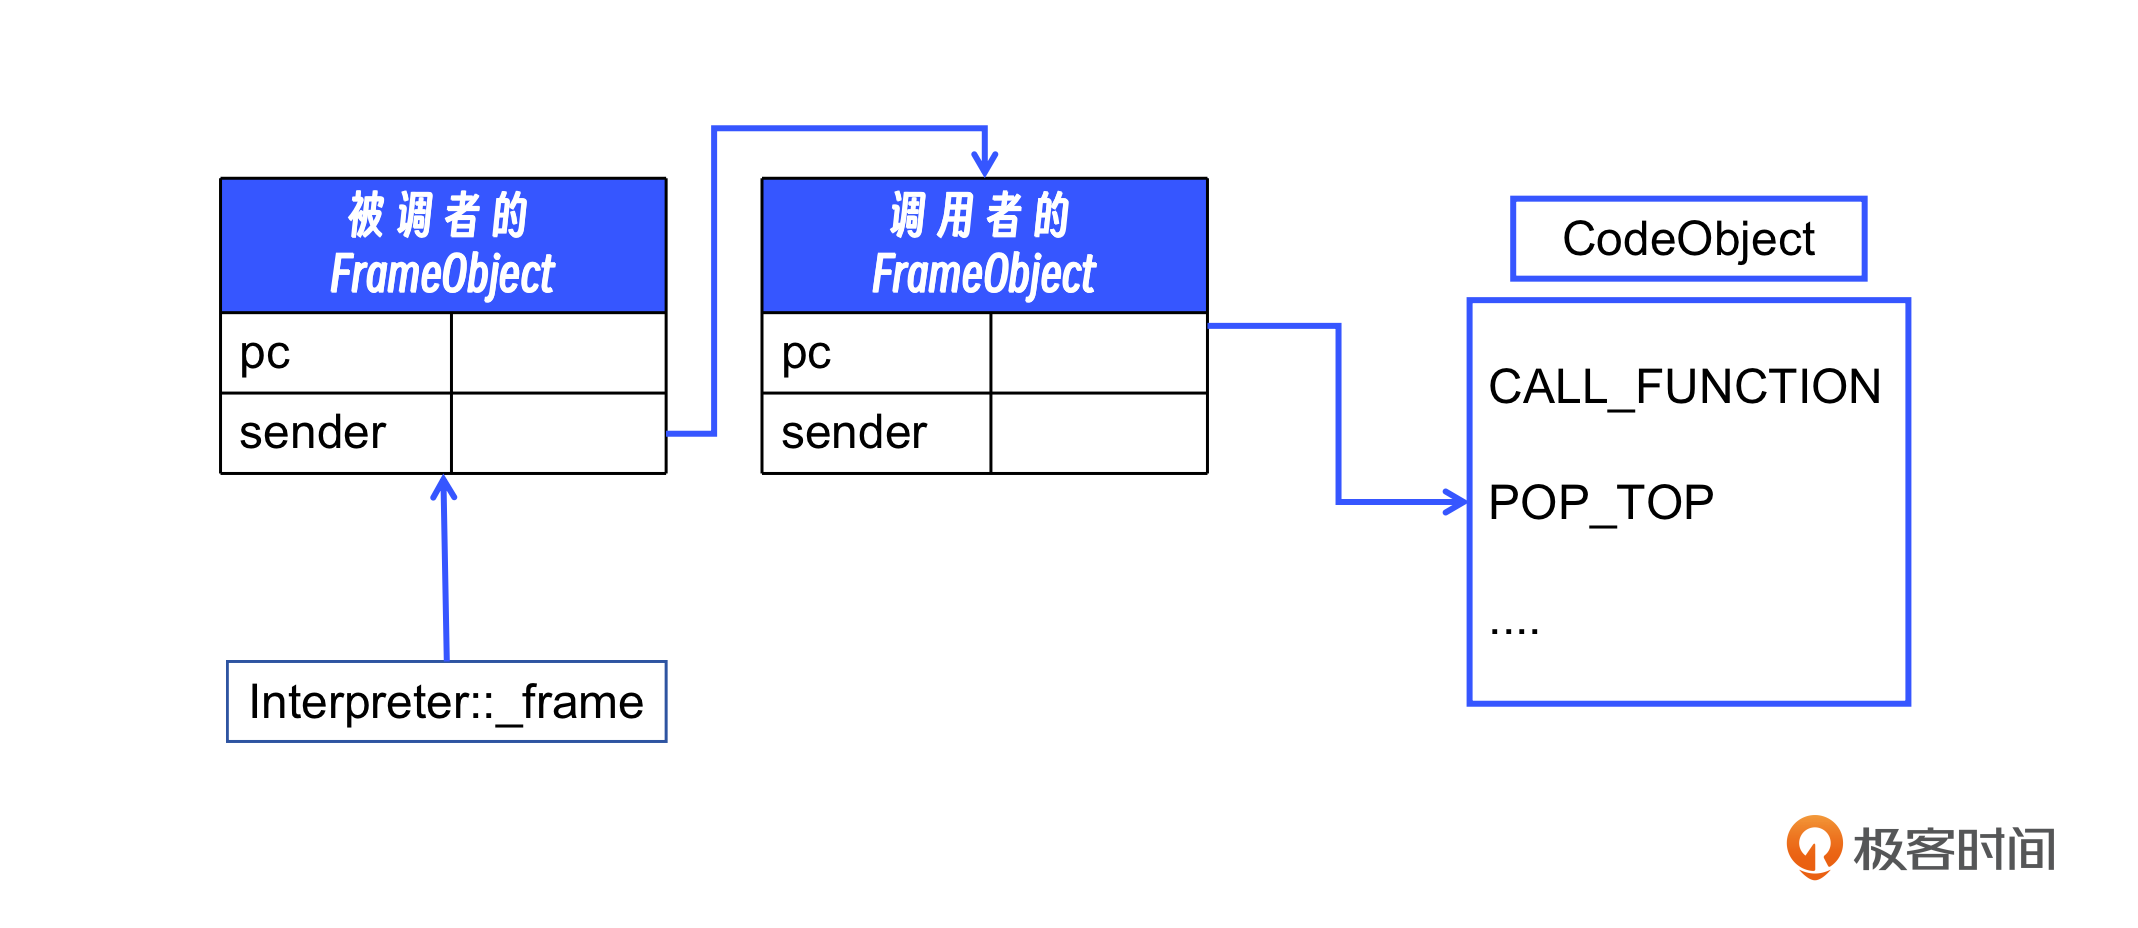 被调者的
FrameObject
pc
sender
调用者的
FrameObject
pc
sender
CodeObject
CALL_FUNCTION
POP_TOP
....
Interpreter::_frame
极客时间